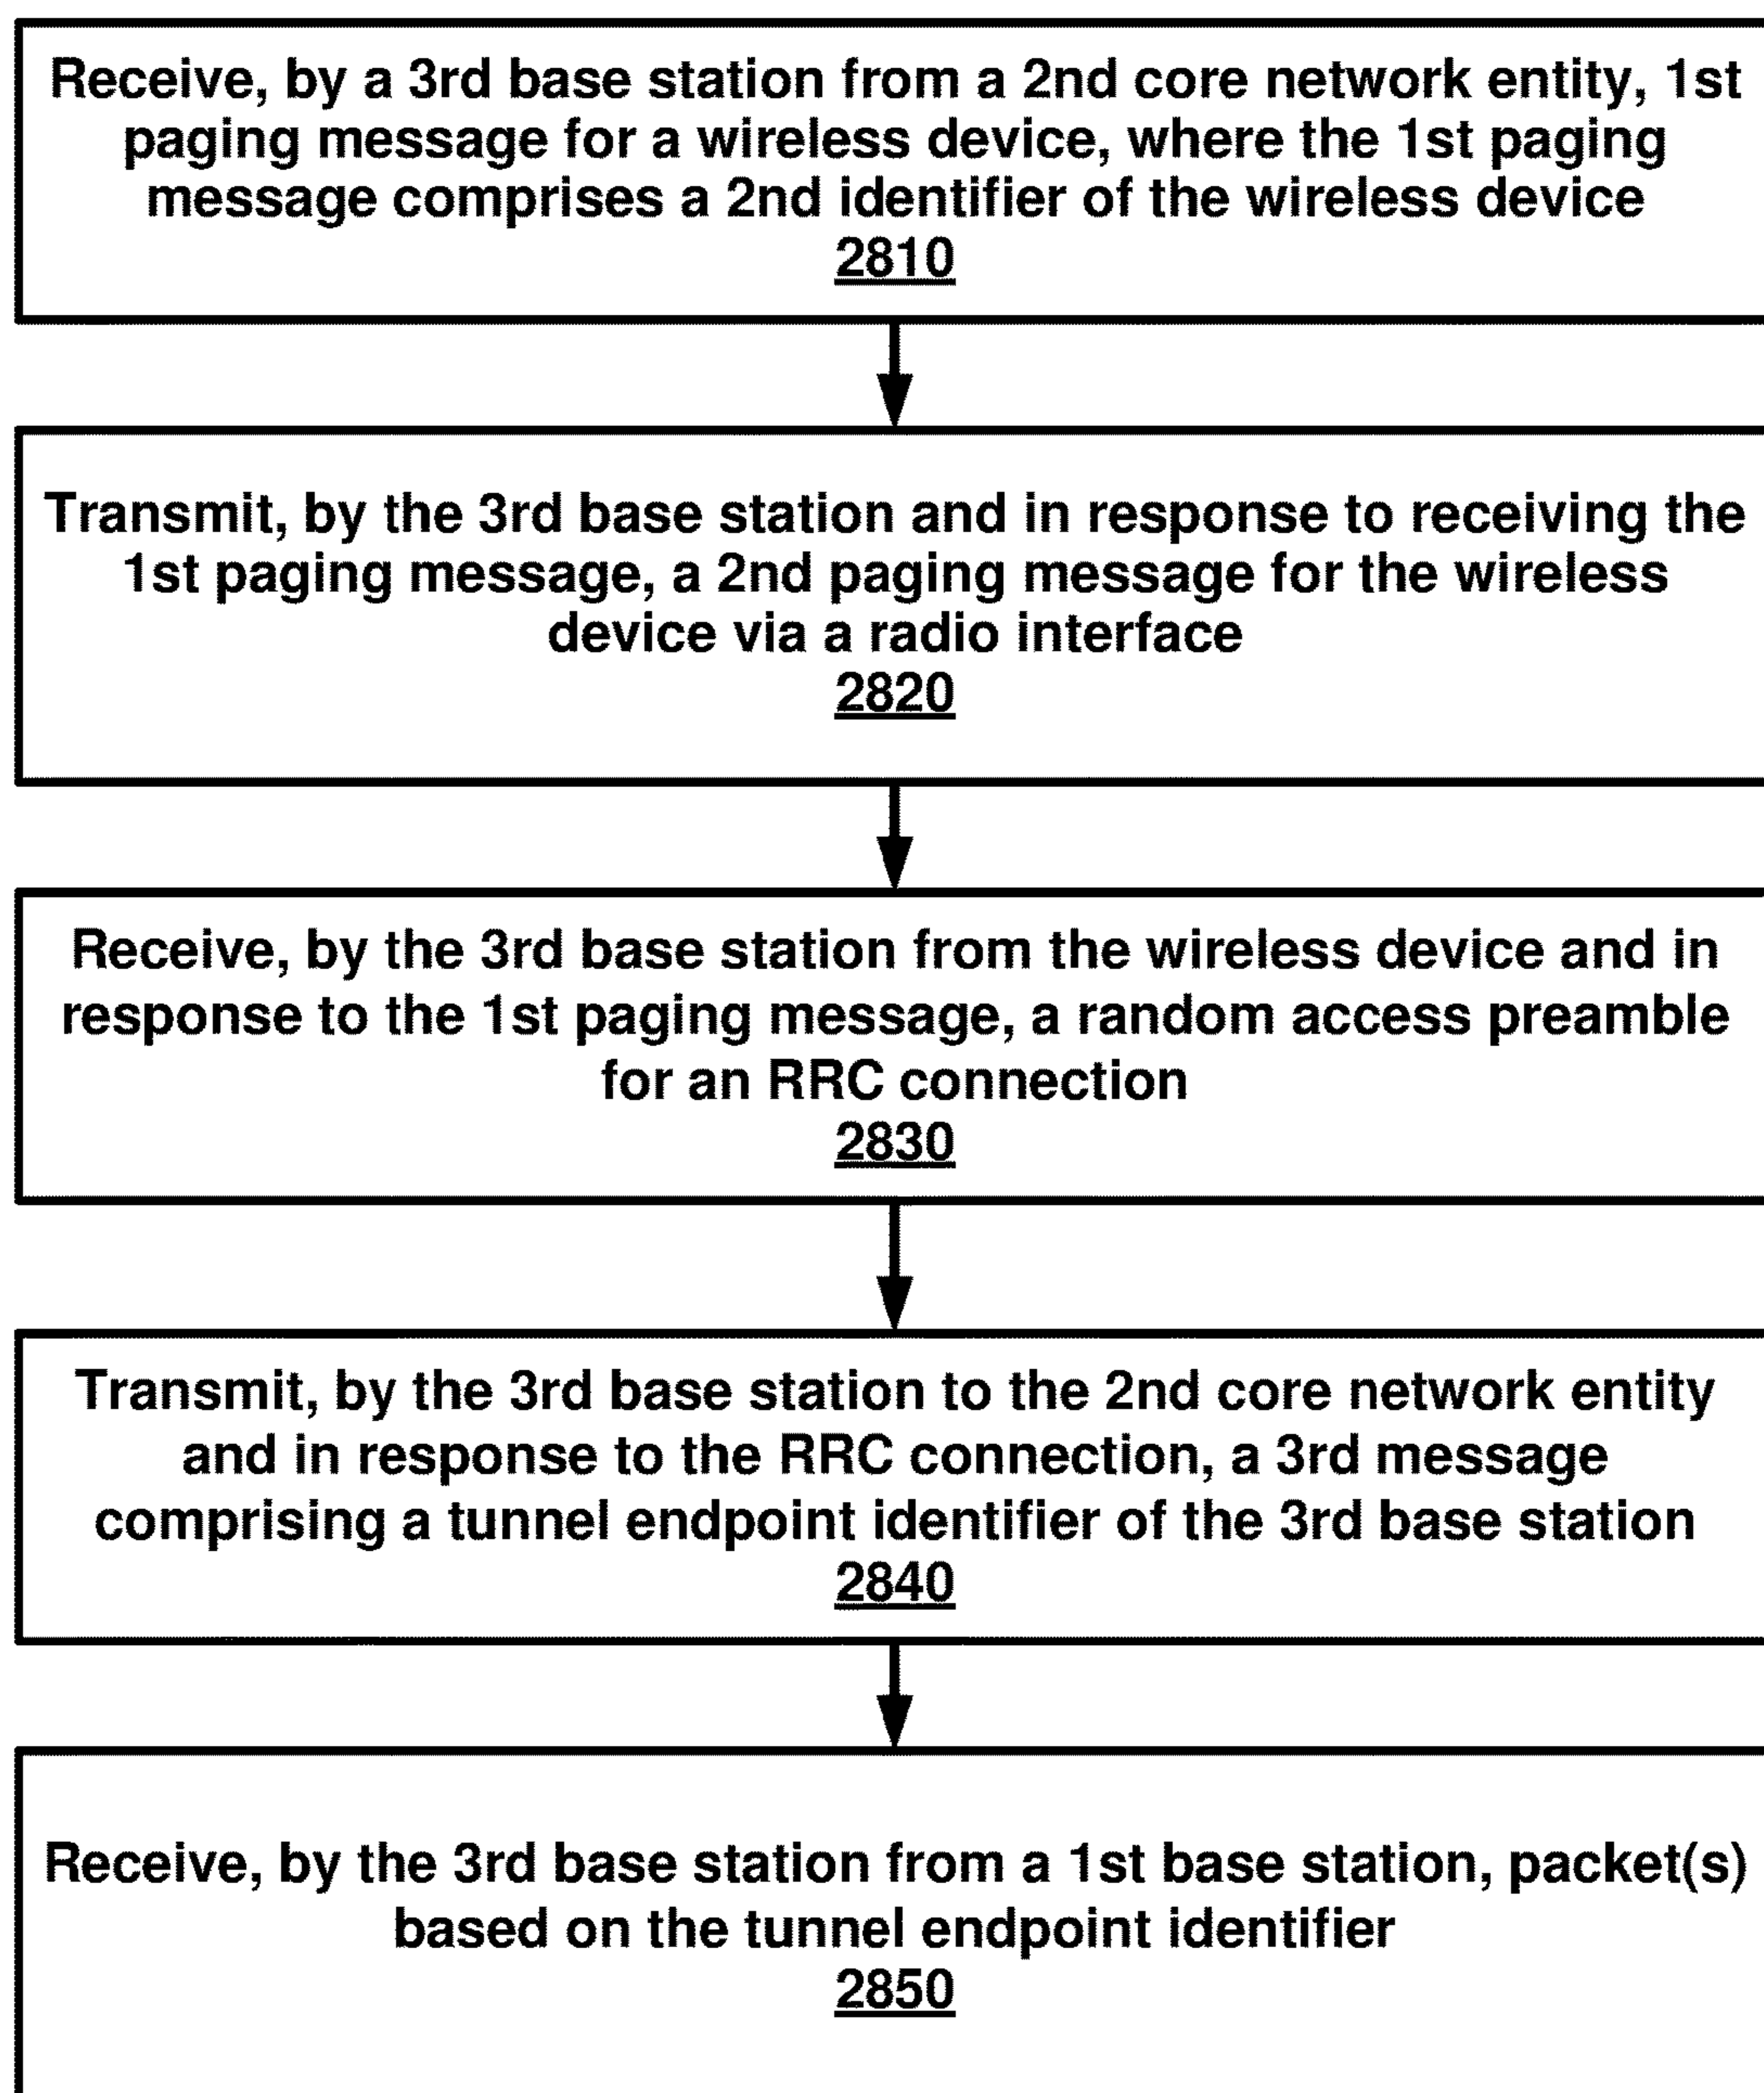 Receive, by a 3rd base station from a 2nd core network entity, 1st
paging message for a wireless device, where the 1st paging
message comprises a 2nd identifier of the wireless device
2810
Transmit, by the 3rd base station and in response to receiving the
1st paging message, a 2nd paging message for the wireless
device via a radio interface
2820
Receive, by the 3rd base station from the wireless device and in
response to the 1st paging message, a random access preamble
for an RRC connection
2830
Transmit, by the 3rd base station to the 2nd core network entity
and in response to the RRC connection, a 3rd message
comprising a tunnel endpoint identifier of the 3rd base station
2840
Receive, by the 3rd base station from a 1st base station, packet(s)
based on the tunnel endpoint identifier
2850